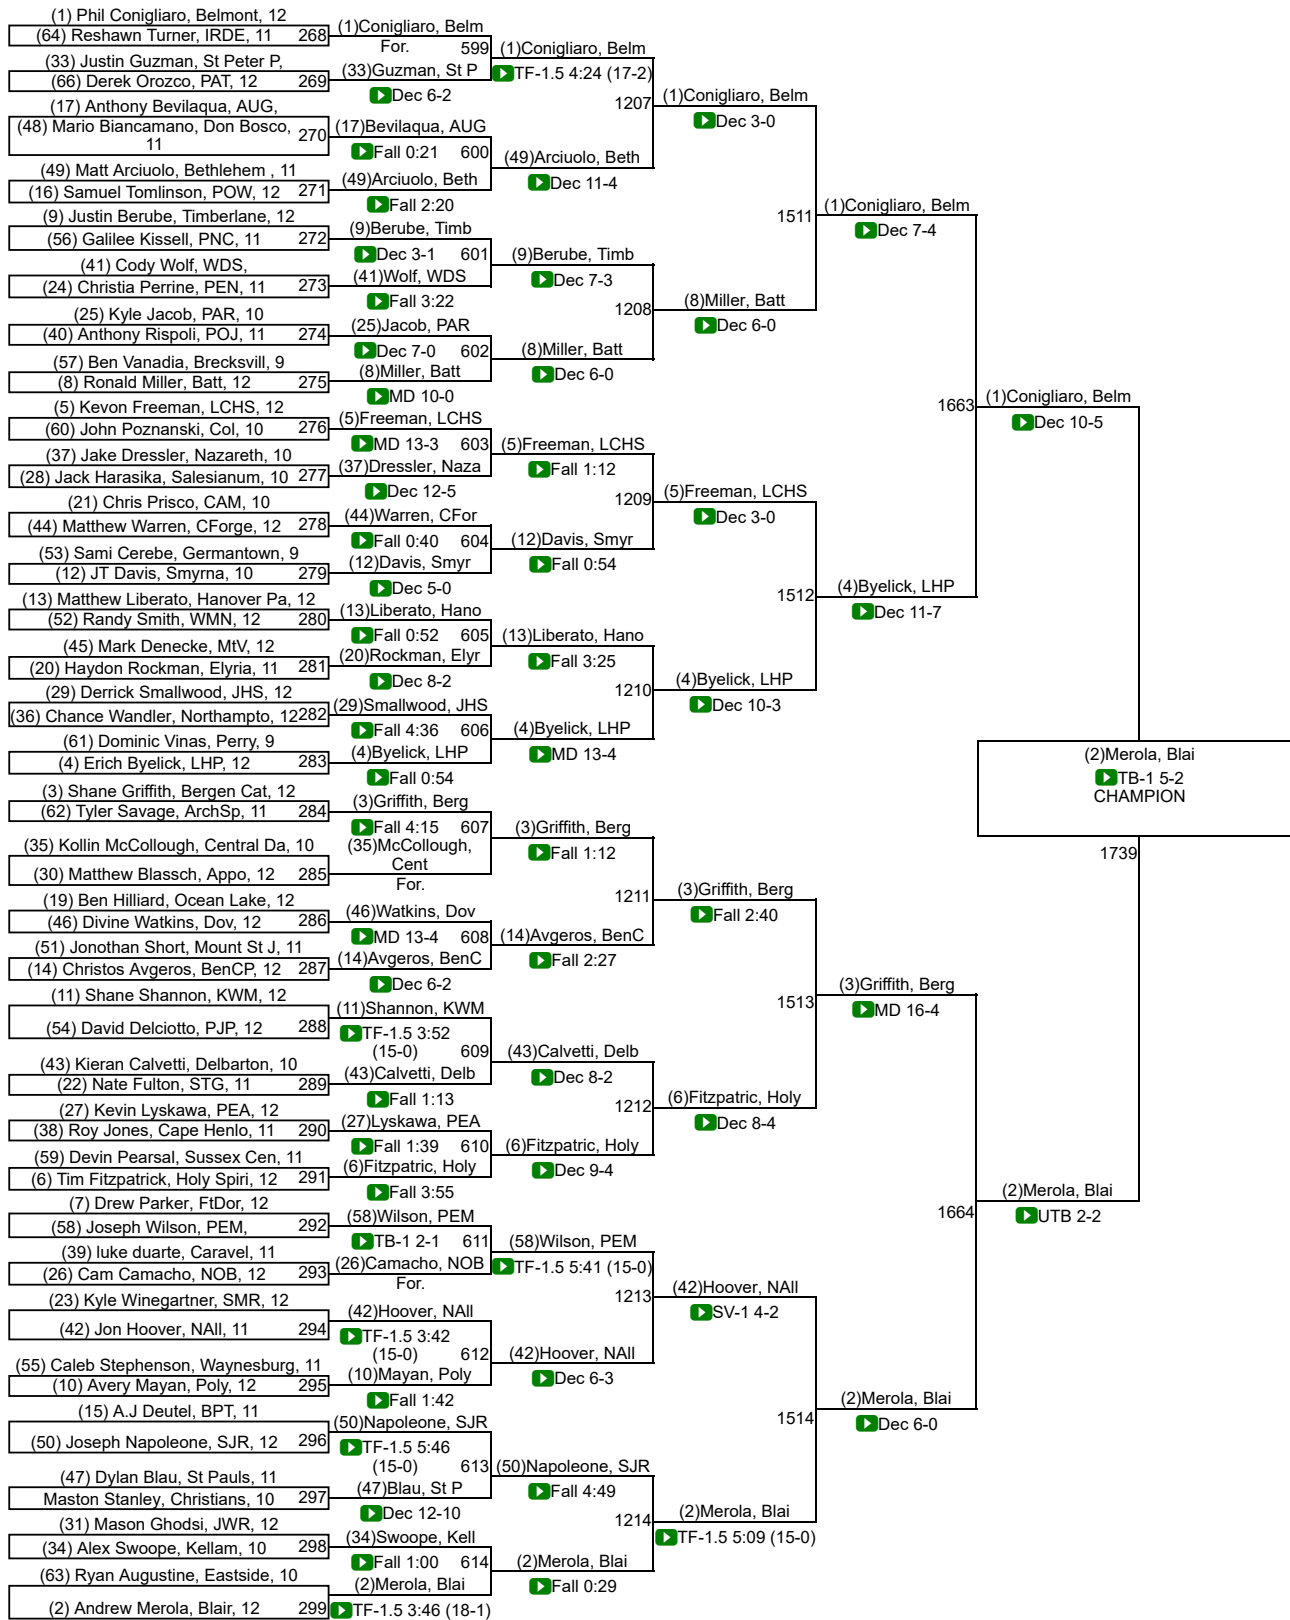 (1) Phil Conigliaro, Belmont, 12
(64) Reshawn Turner, IRDE, 11 268
(33) Justin Guzman, St Peter P,
(66) Derek Orozco, PAT, 12 269
(17) Anthony Bevilaqua, AUG,
(48) Mario Biancamano, Don Bosco,
11 270
(49) Matt Arciuolo, Bethlehem , 11
(16) Samuel Tomlinson, POW, 12 271
(9) Justin Berube, Timberlane, 12
(56) Galilee Kissell, PNC, 11 272
(41) Cody Wolf, WDS,
(24) Christia Perrine, PEN, 11 273
(25) Kyle Jacob, PAR, 10
(40) Anthony Rispoli, POJ, 11 274
(57) Ben Vanadia, Brecksvill, 9
(8) Ronald Miller, Batt, 12 275
(5) Kevon Freeman, LCHS, 12
(60) John Poznanski, Col, 10 276
(37) Jake Dressler, Nazareth, 10
(28) Jack Harasika, Salesianum, 10 277
(21) Chris Prisco, CAM, 10
(44) Matthew Warren, CForge, 12 278
(53) Sami Cerebe, Germantown, 9
(12) JT Davis, Smyrna, 10 279
(13) Matthew Liberato, Hanover Pa, 12
(52) Randy Smith, WMN, 12 280
(45) Mark Denecke, MtV, 12
(20) Haydon Rockman, Elyria, 11 281
(29) Derrick Smallwood, JHS, 12
(36) Chance Wandler, Northampto, 12 282
(61) Dominic Vinas, Perry, 9
(4) Erich Byelick, LHP, 12 283
(3) Shane Griffith, Bergen Cat, 12
(62) Tyler Savage, ArchSp, 11 284
(35) Kollin McCollough, Central Da, 10
(30) Matthew Blassch, Appo, 12 285
(19) Ben Hilliard, Ocean Lake, 12
(46) Divine Watkins, Dov, 12 286
(51) Jonothan Short, Mount St J, 11
(14) Christos Avgeros, BenCP, 12 287
(11) Shane Shannon, KWM, 12
(54) David Delciotto, PJP, 12 288
(43) Kieran Calvetti, Delbarton, 10
(22) Nate Fulton, STG, 11 289
(27) Kevin Lyskawa, PEA, 12
(38) Roy Jones, Cape Henlo, 11 290
(59) Devin Pearsal, Sussex Cen, 11
(6) Tim Fitzpatrick, Holy Spiri, 12 291
(7) Drew Parker, FtDor, 12
(58) Joseph Wilson, PEM, 292
(39) luke duarte, Caravel, 11
(26) Cam Camacho, NOB, 12 293
(23) Kyle Winegartner, SMR, 12
(42) Jon Hoover, NAll, 11 294
(55) Caleb Stephenson, Waynesburg, 11
(10) Avery Mayan, Poly, 12 295
(15) A.J Deutel, BPT, 11
(50) Joseph Napoleone, SJR, 12 296
(47) Dylan Blau, St Pauls, 11
Maston Stanley, Christians, 10 297
(31) Mason Ghodsi, JWR, 12
(34) Alex Swoope, Kellam, 10 298
(63) Ryan Augustine, Eastside, 10
(2) Andrew Merola, Blair, 12 299
(1)Conigliaro, Belm
For. 599
(33)Guzman, St P
Dec 6-2
(17)Bevilaqua, AUG
Fall 0:21 600
(49)Arciuolo, Beth
Fall 2:20
(9)Berube, Timb
Dec 3-1 601
(41)Wolf, WDS
Fall 3:22
(25)Jacob, PAR
Dec 7-0 602
(8)Miller, Batt
MD 10-0
(5)Freeman, LCHS
MD 13-3 603
(37)Dressler, Naza
Dec 12-5
(44)Warren, CFor
Fall 0:40 604
(12)Davis, Smyr
Dec 5-0
(13)Liberato, Hano
Fall 0:52 605
(20)Rockman, Elyr
Dec 8-2
(29)Smallwood, JHS
Fall 4:36 606
(4)Byelick, LHP
Fall 0:54
(3)Griffith, Berg
Fall 4:15 607
(35)McCollough,
Cent
For.
(46)Watkins, Dov
MD 13-4 608
(14)Avgeros, BenC
Dec 6-2
(11)Shannon, KWM
TF-1.5 3:52
(15-0) 609
(43)Calvetti, Delb
Fall 1:13
(27)Lyskawa, PEA
Fall 1:39 610
(6)Fitzpatric, Holy
Fall 3:55
(58)Wilson, PEM
TB-1 2-1 611
(26)Camacho, NOB
For.
(42)Hoover, NAll
TF-1.5 3:42
(15-0) 612
(10)Mayan, Poly
Fall 1:42
(50)Napoleone, SJR
TF-1.5 5:46
(15-0) 613
(47)Blau, St P
Dec 12-10
(34)Swoope, Kell
Fall 1:00 614
(2)Merola, Blai
TF-1.5 3:46 (18-1)
(1)Conigliaro, Belm
TF-1.5 4:24 (17-2)
1207
(49)Arciuolo, Beth
Dec 11-4
(9)Berube, Timb
Dec 7-3
1208
(8)Miller, Batt
Dec 6-0
(5)Freeman, LCHS
Fall 1:12
1209
(12)Davis, Smyr
Fall 0:54
(13)Liberato, Hano
Fall 3:25
1210
(4)Byelick, LHP
MD 13-4
(3)Griffith, Berg
Fall 1:12
1211
(14)Avgeros, BenC
Fall 2:27
(43)Calvetti, Delb
Dec 8-2
1212
(6)Fitzpatric, Holy
Dec 9-4
(58)Wilson, PEM
TF-1.5 5:41 (15-0)
1213
(42)Hoover, NAll
Dec 6-3
(50)Napoleone, SJR
Fall 4:49
1214
(2)Merola, Blai
Fall 0:29
(1)Conigliaro, Belm
Dec 3-0
1511
(8)Miller, Batt
Dec 6-0
(5)Freeman, LCHS
Dec 3-0
1512
(4)Byelick, LHP
Dec 10-3
(3)Griffith, Berg
Fall 2:40
1513
(6)Fitzpatric, Holy
Dec 8-4
(42)Hoover, NAll
SV-1 4-2
1514
(2)Merola, Blai
TF-1.5 5:09 (15-0)
(1)Conigliaro, Belm
Dec 7-4
1663
(4)Byelick, LHP
Dec 11-7
(3)Griffith, Berg
MD 16-4
1664
(2)Merola, Blai
Dec 6-0
(1)Conigliaro, Belm
Dec 10-5
(2)Merola, Blai
UTB 2-2
(2)Merola, Blai
TB-1 5-2
CHAMPION
1739